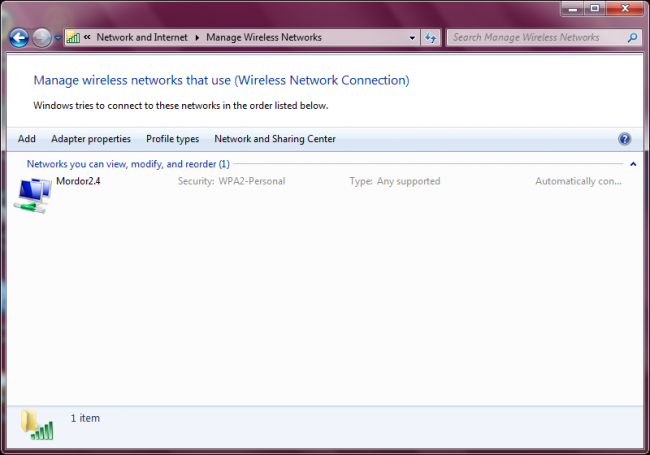 « Network and Internet Manage Wireless Networks Search Manage Wireless Networks
Manage wireless networks that use (Wireless Network Connection)
Windows tries to connect to these networks in the order listed below.
Add Adapter properties Profile types Network and Sharing Center
Networks you can view, modify, and reorder (1)
Mordor2.4 Security: WPA2-Personal Type: Any supported Automatically con...
1 item